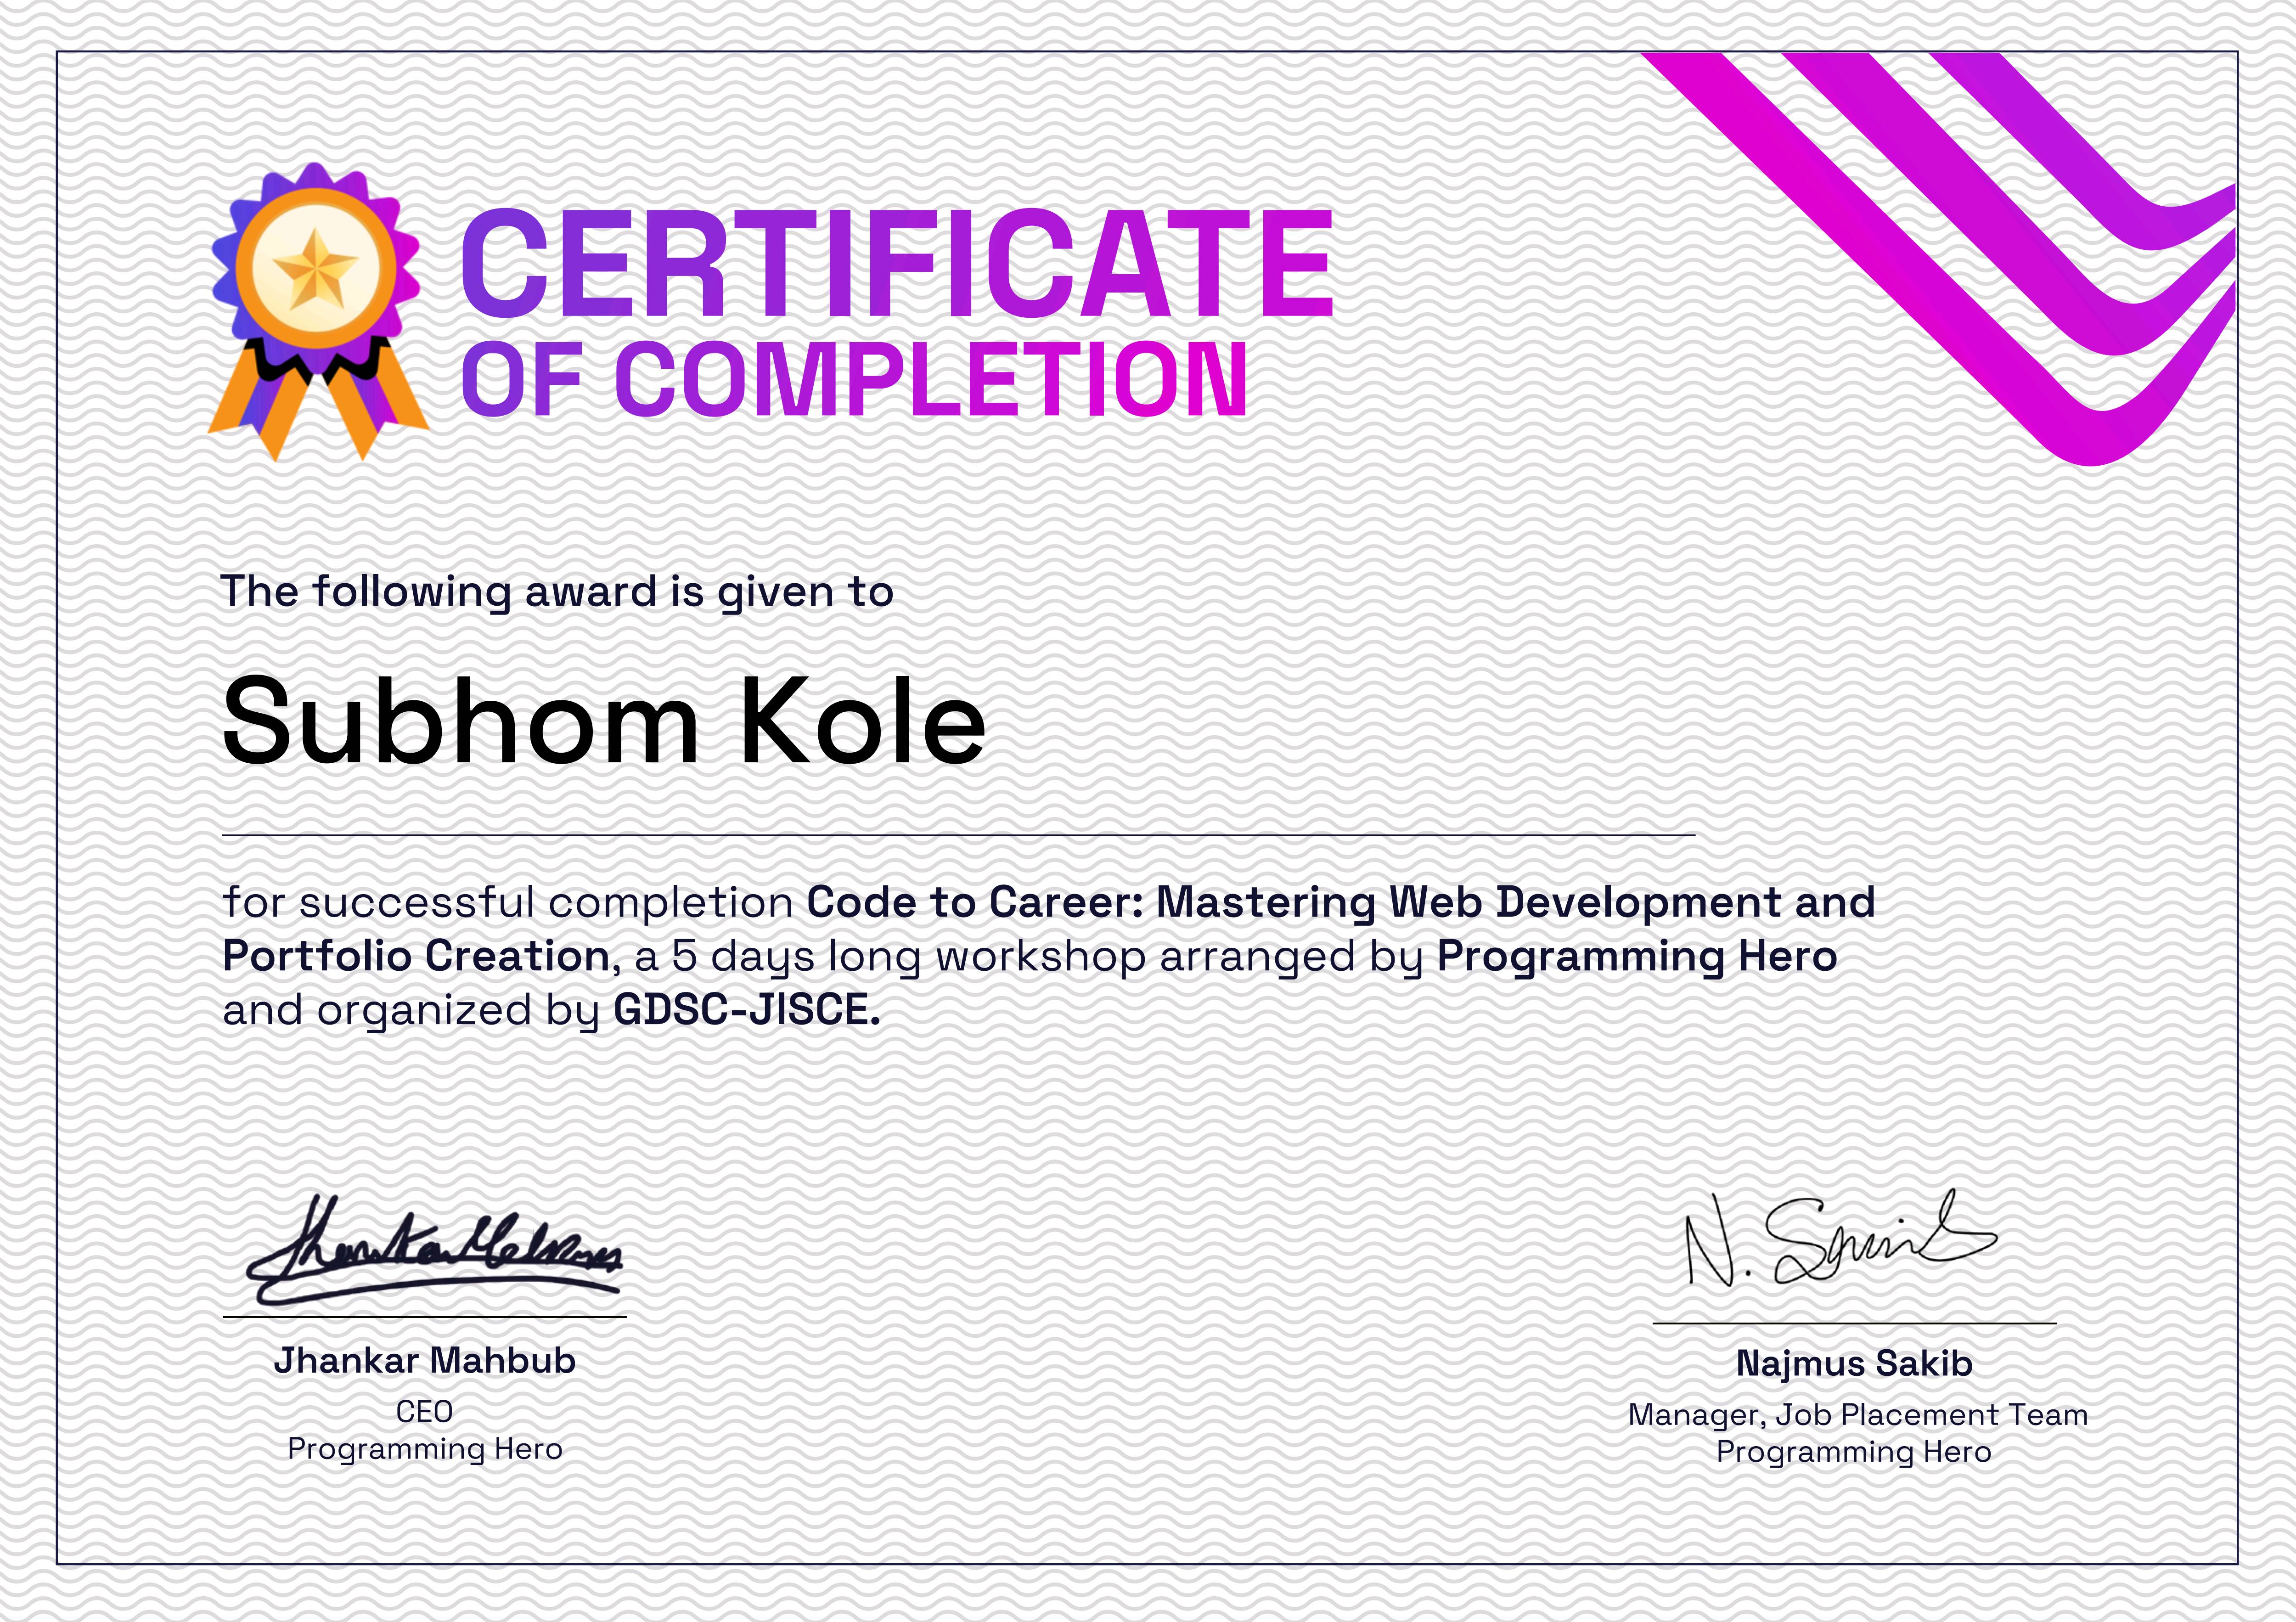 CERTIFICATE
OF COMPLETION
The following award is given to
Subhom Kole
for successful completion Code to Career: Mastering Web Development and
Portfolio Creation, a 5 days long workshop arranged by Programming Hero
and organized by GDSC-JISCE.
Jhankar Mahbub
N. Sakib
Jhankar Mahbub
CEO
Programming Hero
Najmus Sakib
Manager, Job Placement Team
Programming Hero